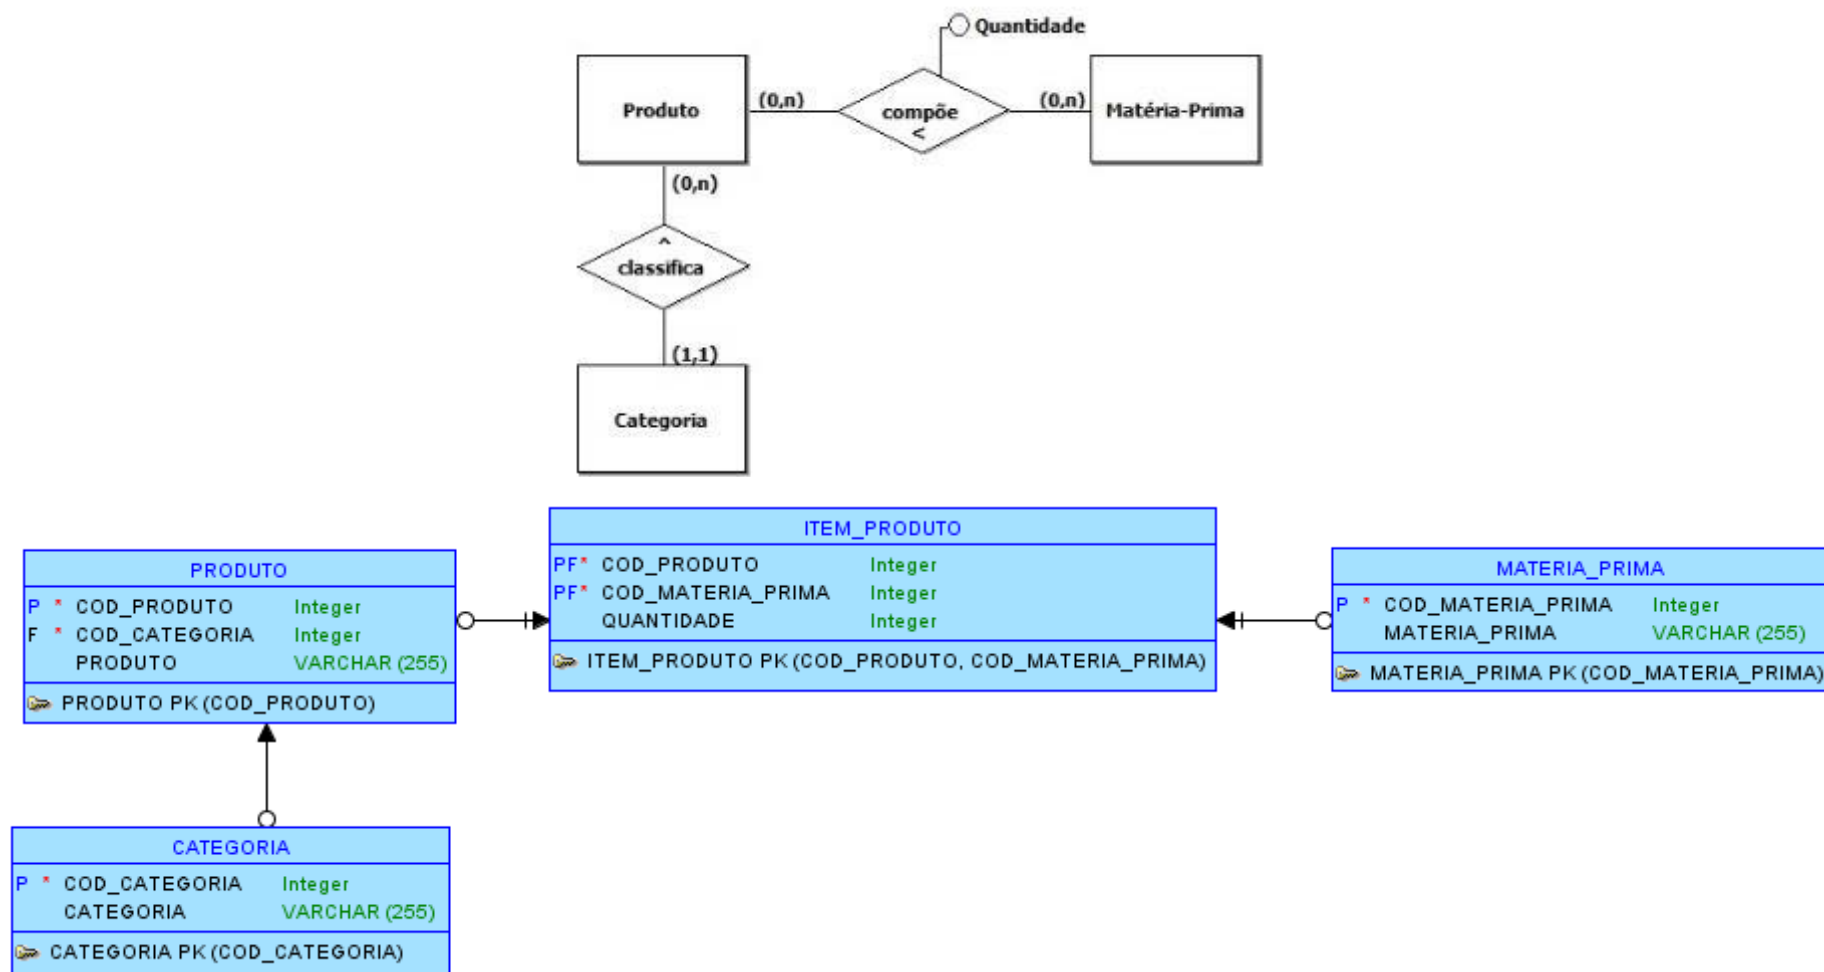 Quantidade
Produto
(0,n)
compõe
<
(0,n)
Matéria-Prima
(0,n)
^
classifica
(1,1)
Categoria
ITEM_PRODUTO
PF* COD_PRODUTO Integer
PF* COD_MATERIA_PRIMA Integer
QUANTIDADE Integer
ITEM_PRODUTO PK (COD_PRODUTO, COD_MATERIA_PRIMA)
PRODUTO
P * COD_PRODUTO Integer
F * COD_CATEGORIA Integer
PRODUTO VARCHAR (255)
PRODUTO PK (COD_PRODUTO)
MATERIA_PRIMA
P * COD_MATERIA_PRIMA Integer
MATERIA_PRIMA VARCHAR (255)
MATERIA_PRIMA PK (COD_MATERIA_PRIMA)
CATEGORIA
P * COD_CATEGORIA Integer
CATEGORIA VARCHAR (255)
CATEGORIA PK (COD_CATEGORIA)